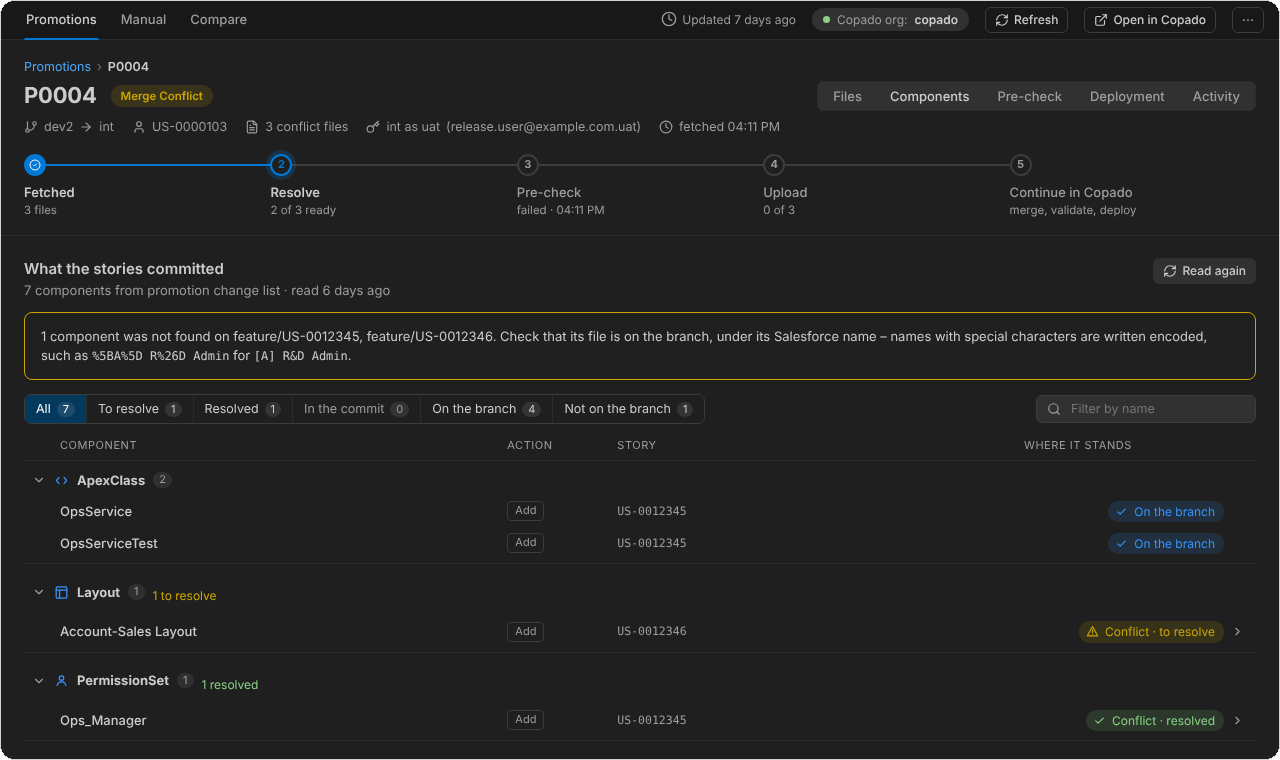 Promotions Manual Compare Updated 7 days ago Copado org: copado Refresh Open in Copado ...
Promotions › P0004
P0004 Merge Conflict Files Components Pre-check Deployment Activity
dev2 → int US-0000103 3 conflict files int as uat (release.user@example.com.uat) fetched 04:11 PM
2 3 4 5
Fetched Resolve Pre-check Upload Continue in Copado
3 files 2 of 3 ready failed · 04:11 PM 0 of 3 merge, validate, deploy
What the stories committed Read again
7 components from promotion change list · read 6 days ago
1 component was not found on feature/US-0012345, feature/US-0012346. Check that its file is on the branch, under its Salesforce name – names with special characters are written encoded,
such as %5BA%5D R%26D Admin for [A] R&D Admin.
All 7 To resolve 1 Resolved 1 In the commit 0 On the branch 4 Not on the branch 1 Filter by name
COMPONENT ACTION STORY WHERE IT STANDS
ApexClass 2
OpsService Add US-0012345 On the branch
OpsServiceTest Add US-0012345 On the branch
Layout 1 1 to resolve
Account-Sales Layout Add US-0012346 Conflict · to resolve
PermissionSet 1 1 resolved
Ops_Manager Add US-0012345 Conflict · resolved